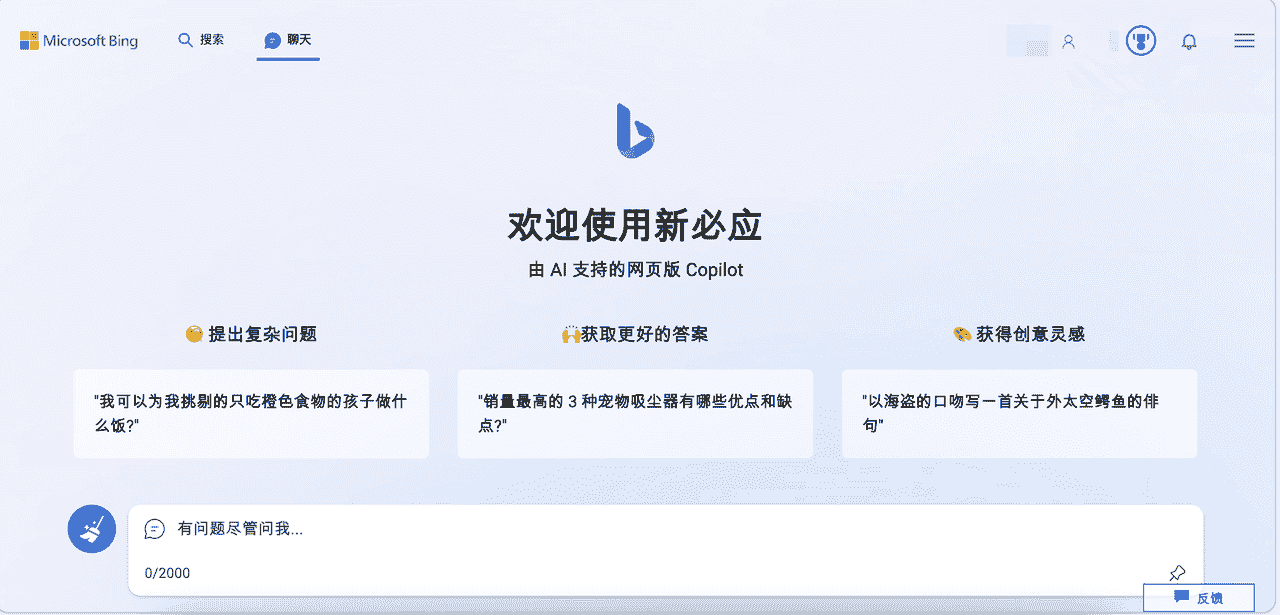 Microsoft Bing
搜索
聊天
欢迎使用新必应
由 AI 支持的网页版 Copilot
提出复杂问题
获取更好的答案
获得创意灵感
"我可以为我挑剔的只吃橙色食物的孩子做什
么饭?"
"销量最高的 3 种宠物吸尘器有哪些优点和缺
点?"
"以海盗的口吻写一首关于外太空鳄鱼的俳
句"
有问题尽管问我...
0/2000
反馈